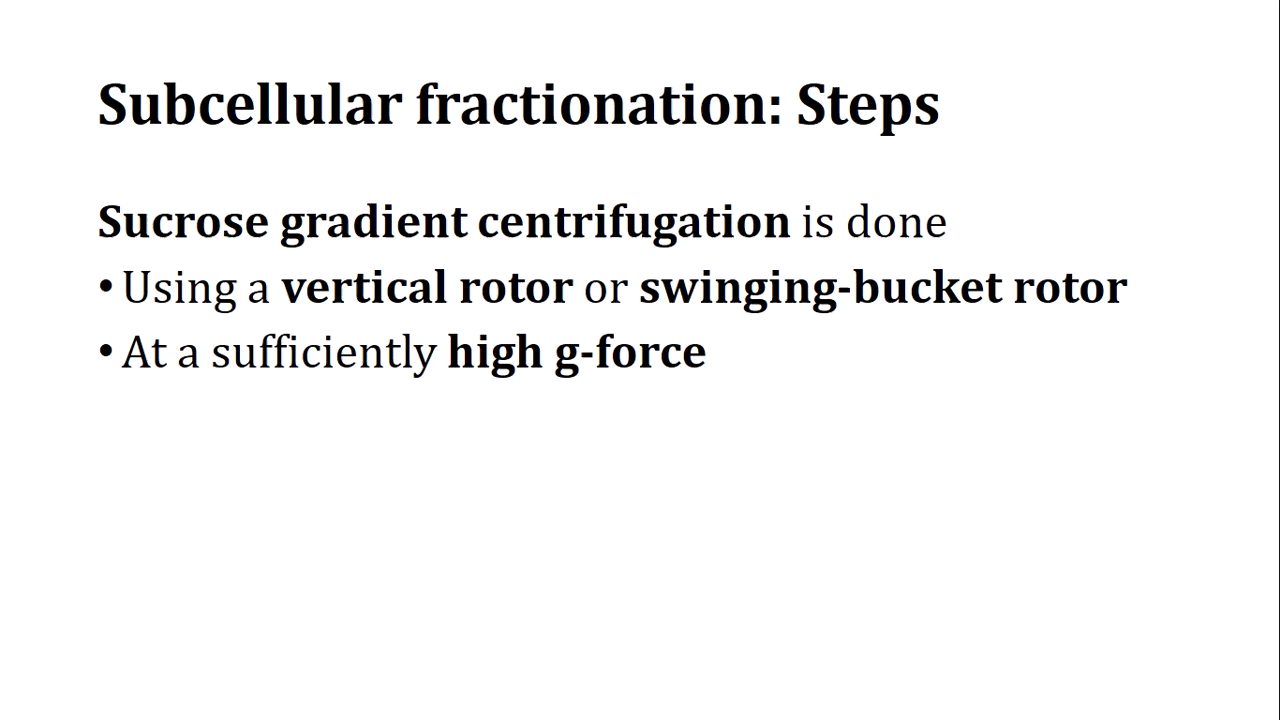 Subcellular fractionation: Steps
Sucrose gradient centrifugation is done
• Using a vertical rotor or swinging-bucket rotor
• At a sufficiently high g-force